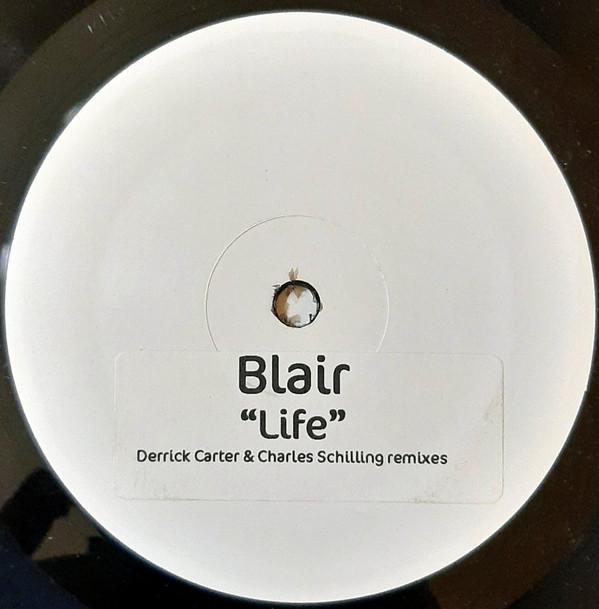 Blair
“Life”
Derrick Carter & Charles Schilling remixes